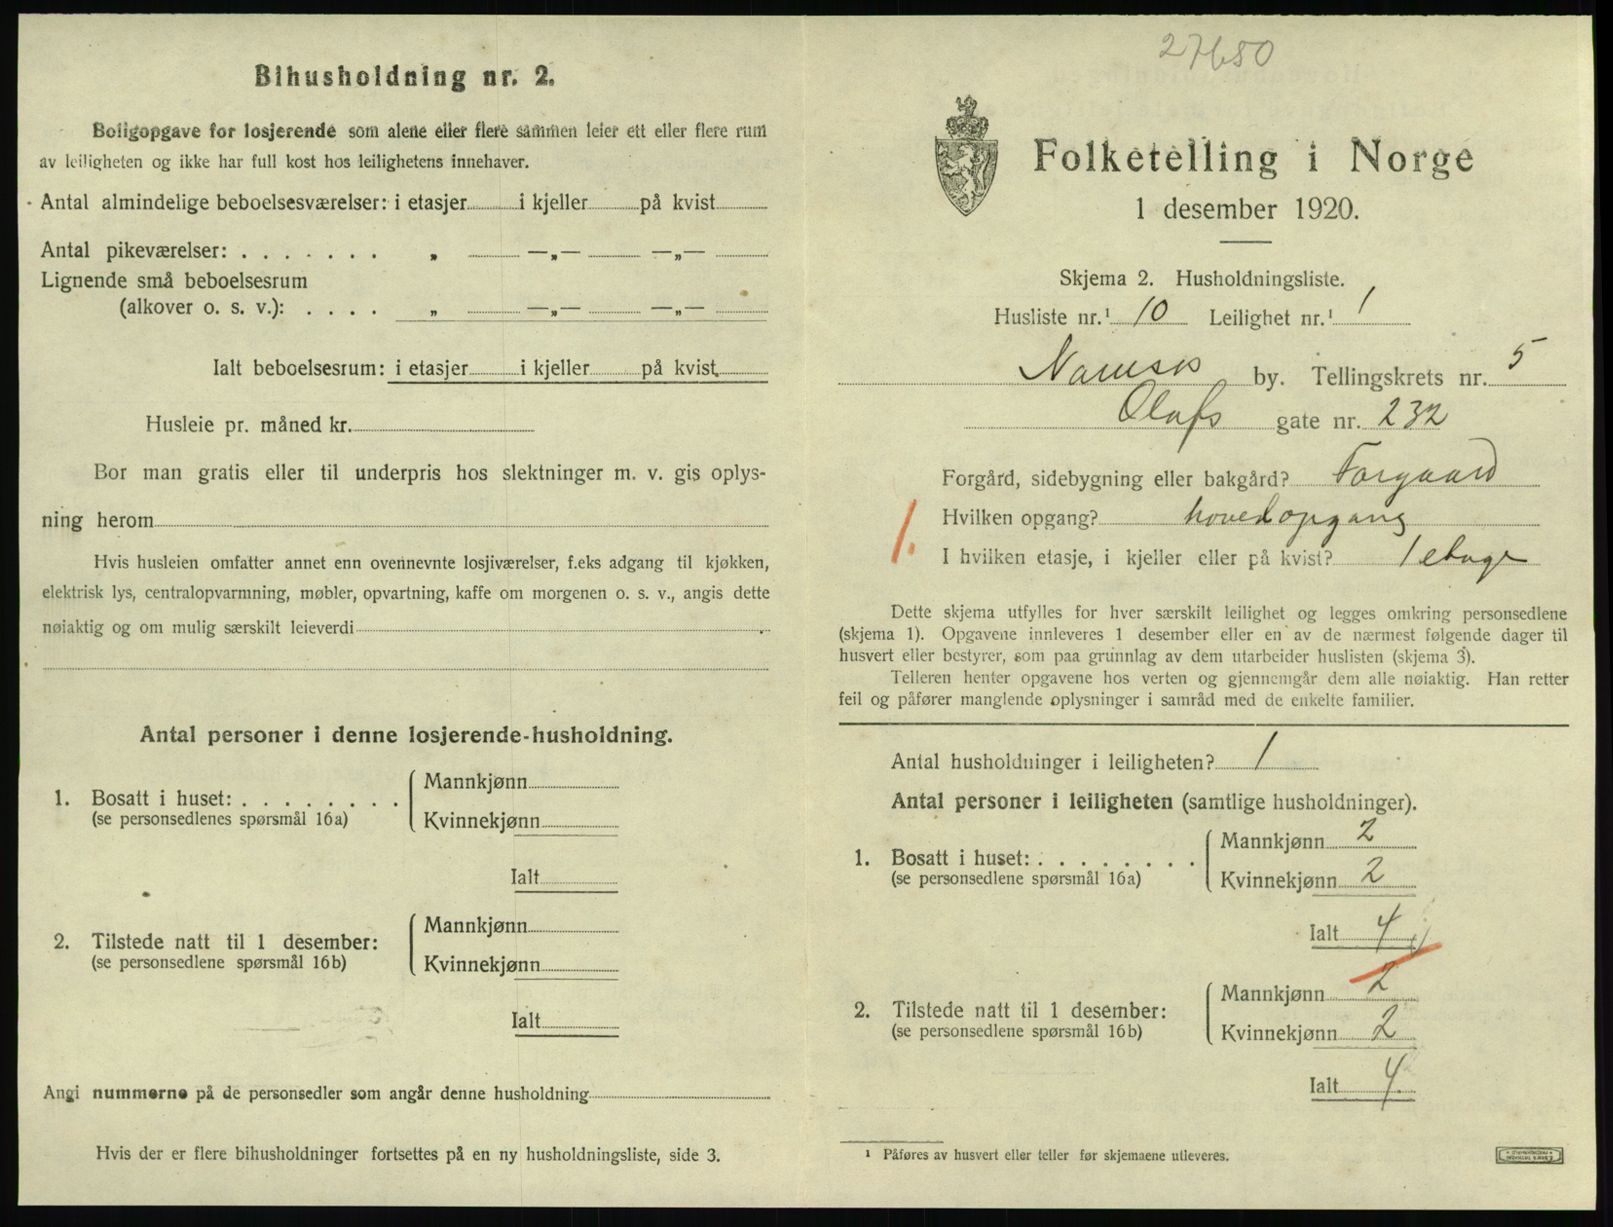 Bihusholdning nr. 2.
Boligopgave for losjerende som alene eller flere sammen leier ett eller flere rum
av leiligheten og ikke har full kost hos leilighetens innehaver.
Antal almindelige beboelsesværelser: i etasjer i kjeller på kvist
Antal pikeværelser: . . . . . . . „ —„— —„—
Lignende små beboelsesrum
(alkover o. s. v.): . . . . „ —„— —„—
Ialt beboelsesrum: i etasjer i kjeller på kvist
Husleie pr. måned kr.
Bor man gratis eller til underpris hos slektninger m. v. gis oplys-
ning herom
Hvis husleien omfatter annet enn ovennevnte losjiværelser, f.eks adgang til kjøkken,
elektrisk lys, centralopvarmning, møbler, opvartning, kaffe om morgenen o. s. v., angis dette
nøiaktig og om mulig særskilt leieverdi
Antal personer i denne losjerende-husholdning.
1. Bosatt i huset: . . . . . . . .
(se personsedlenes spørsmål 16a)
Mannkjønn
Kvinnekjønn
Ialt
2. Tilstede natt til 1 desember:
(se personsedlene spørsmål 16b)
Mannkjønn
Kvinnekjønn
Ialt
Angi nummerne på de personsedler som angår denne husholdning
Hvis der er flere bihusholdninger fortsettes på en ny husholdningsliste, side 3.
27680
Folketelling i Norge
1 desember 1920.
Skjema 2. Husholdningsliste.
Husliste nr.¹ 10 Leilighet nr.¹ 1
Namsos by. Tellingskrets nr. 5
Olafs gate nr. 232
Forgård, sidebygning eller bakgård? Forgaard
Hvilken opgang? hovedopgang
1.
I hvilken etasje, i kjeller eller på kvist? 1 etage
Dette skjema utfylles for hver særskilt leilighet og legges omkring personsedlene
(skjema 1). Opgavene innleveres 1 desember eller en av de nærmest følgende dager til
husvert eller bestyrer, som paa grunnlag av dem utarbeider huslisten (skjema 3).
Telleren henter opgavene hos verten og gjennemgår dem alle nøiaktig. Han retter
feil og påfører manglende oplysninger i samråd med de enkelte familier.
Antal husholdninger i leiligheten? 1
Antal personer i leiligheten (samtlige husholdninger).
1. Bosatt i huset: . . . . . . . .
(se personsedlene spørsmål 16a)
Mannkjønn 2
Kvinnekjønn 2
Ialt 4
2. Tilstede natt til 1 desember:
(se personsedlene spørsmål 16b)
Mannkjønn 2
Kvinnekjønn 2
Ialt 4
¹ Påføres av husvert eller teller før skjemaene utleveres.